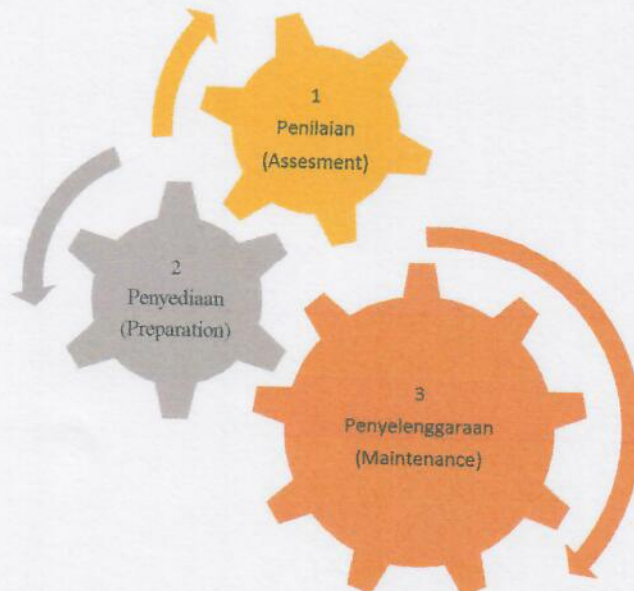 1
Penilaian
(Assesment)
2
Penyediaan
(Preparation)
3
Penyelenggaraan
(Maintenance)